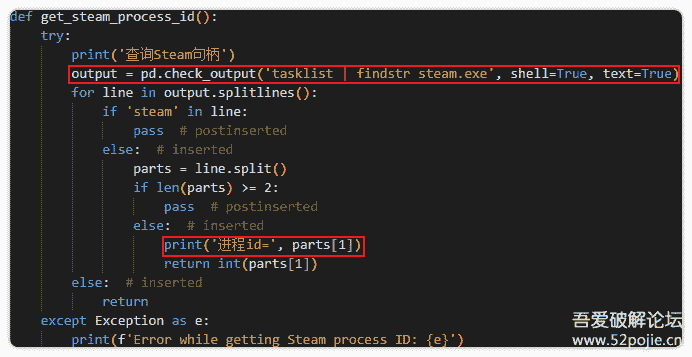 def get_steam_process_id():
    try:
        print('查询Steam句柄')
        output = pd.check_output('tasklist | findstr steam.exe', shell=True, text=True)
        for line in output.splitlines():
            if 'steam' in line:
                pass  # postinserted
            else:  # inserted
                parts = line.split()
                if len(parts) >= 2:
                    pass  # postinserted
                else:  # inserted
                    print('进程id=', parts[1])
                    return int(parts[1])
        else:  # inserted
            return
    except Exception as e:
        print(f'Error while getting Steam process ID: {e}')
吾爱破解论坛
www.52pojie.cn